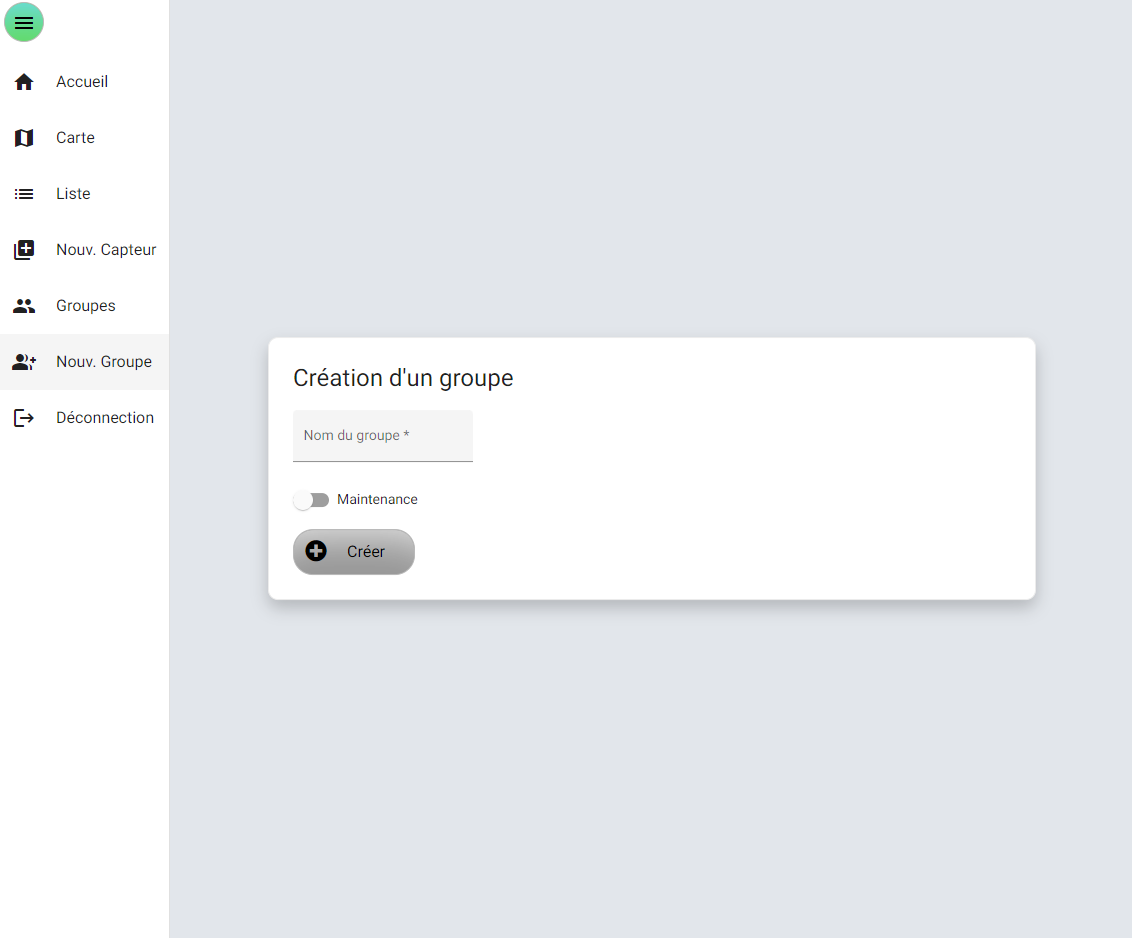 Accueil
Carte
Liste
Nouv. Capteur
Groupes
Nouv. Groupe
Déconnection
Création d'un groupe
Nom du groupe *
Maintenance
Créer